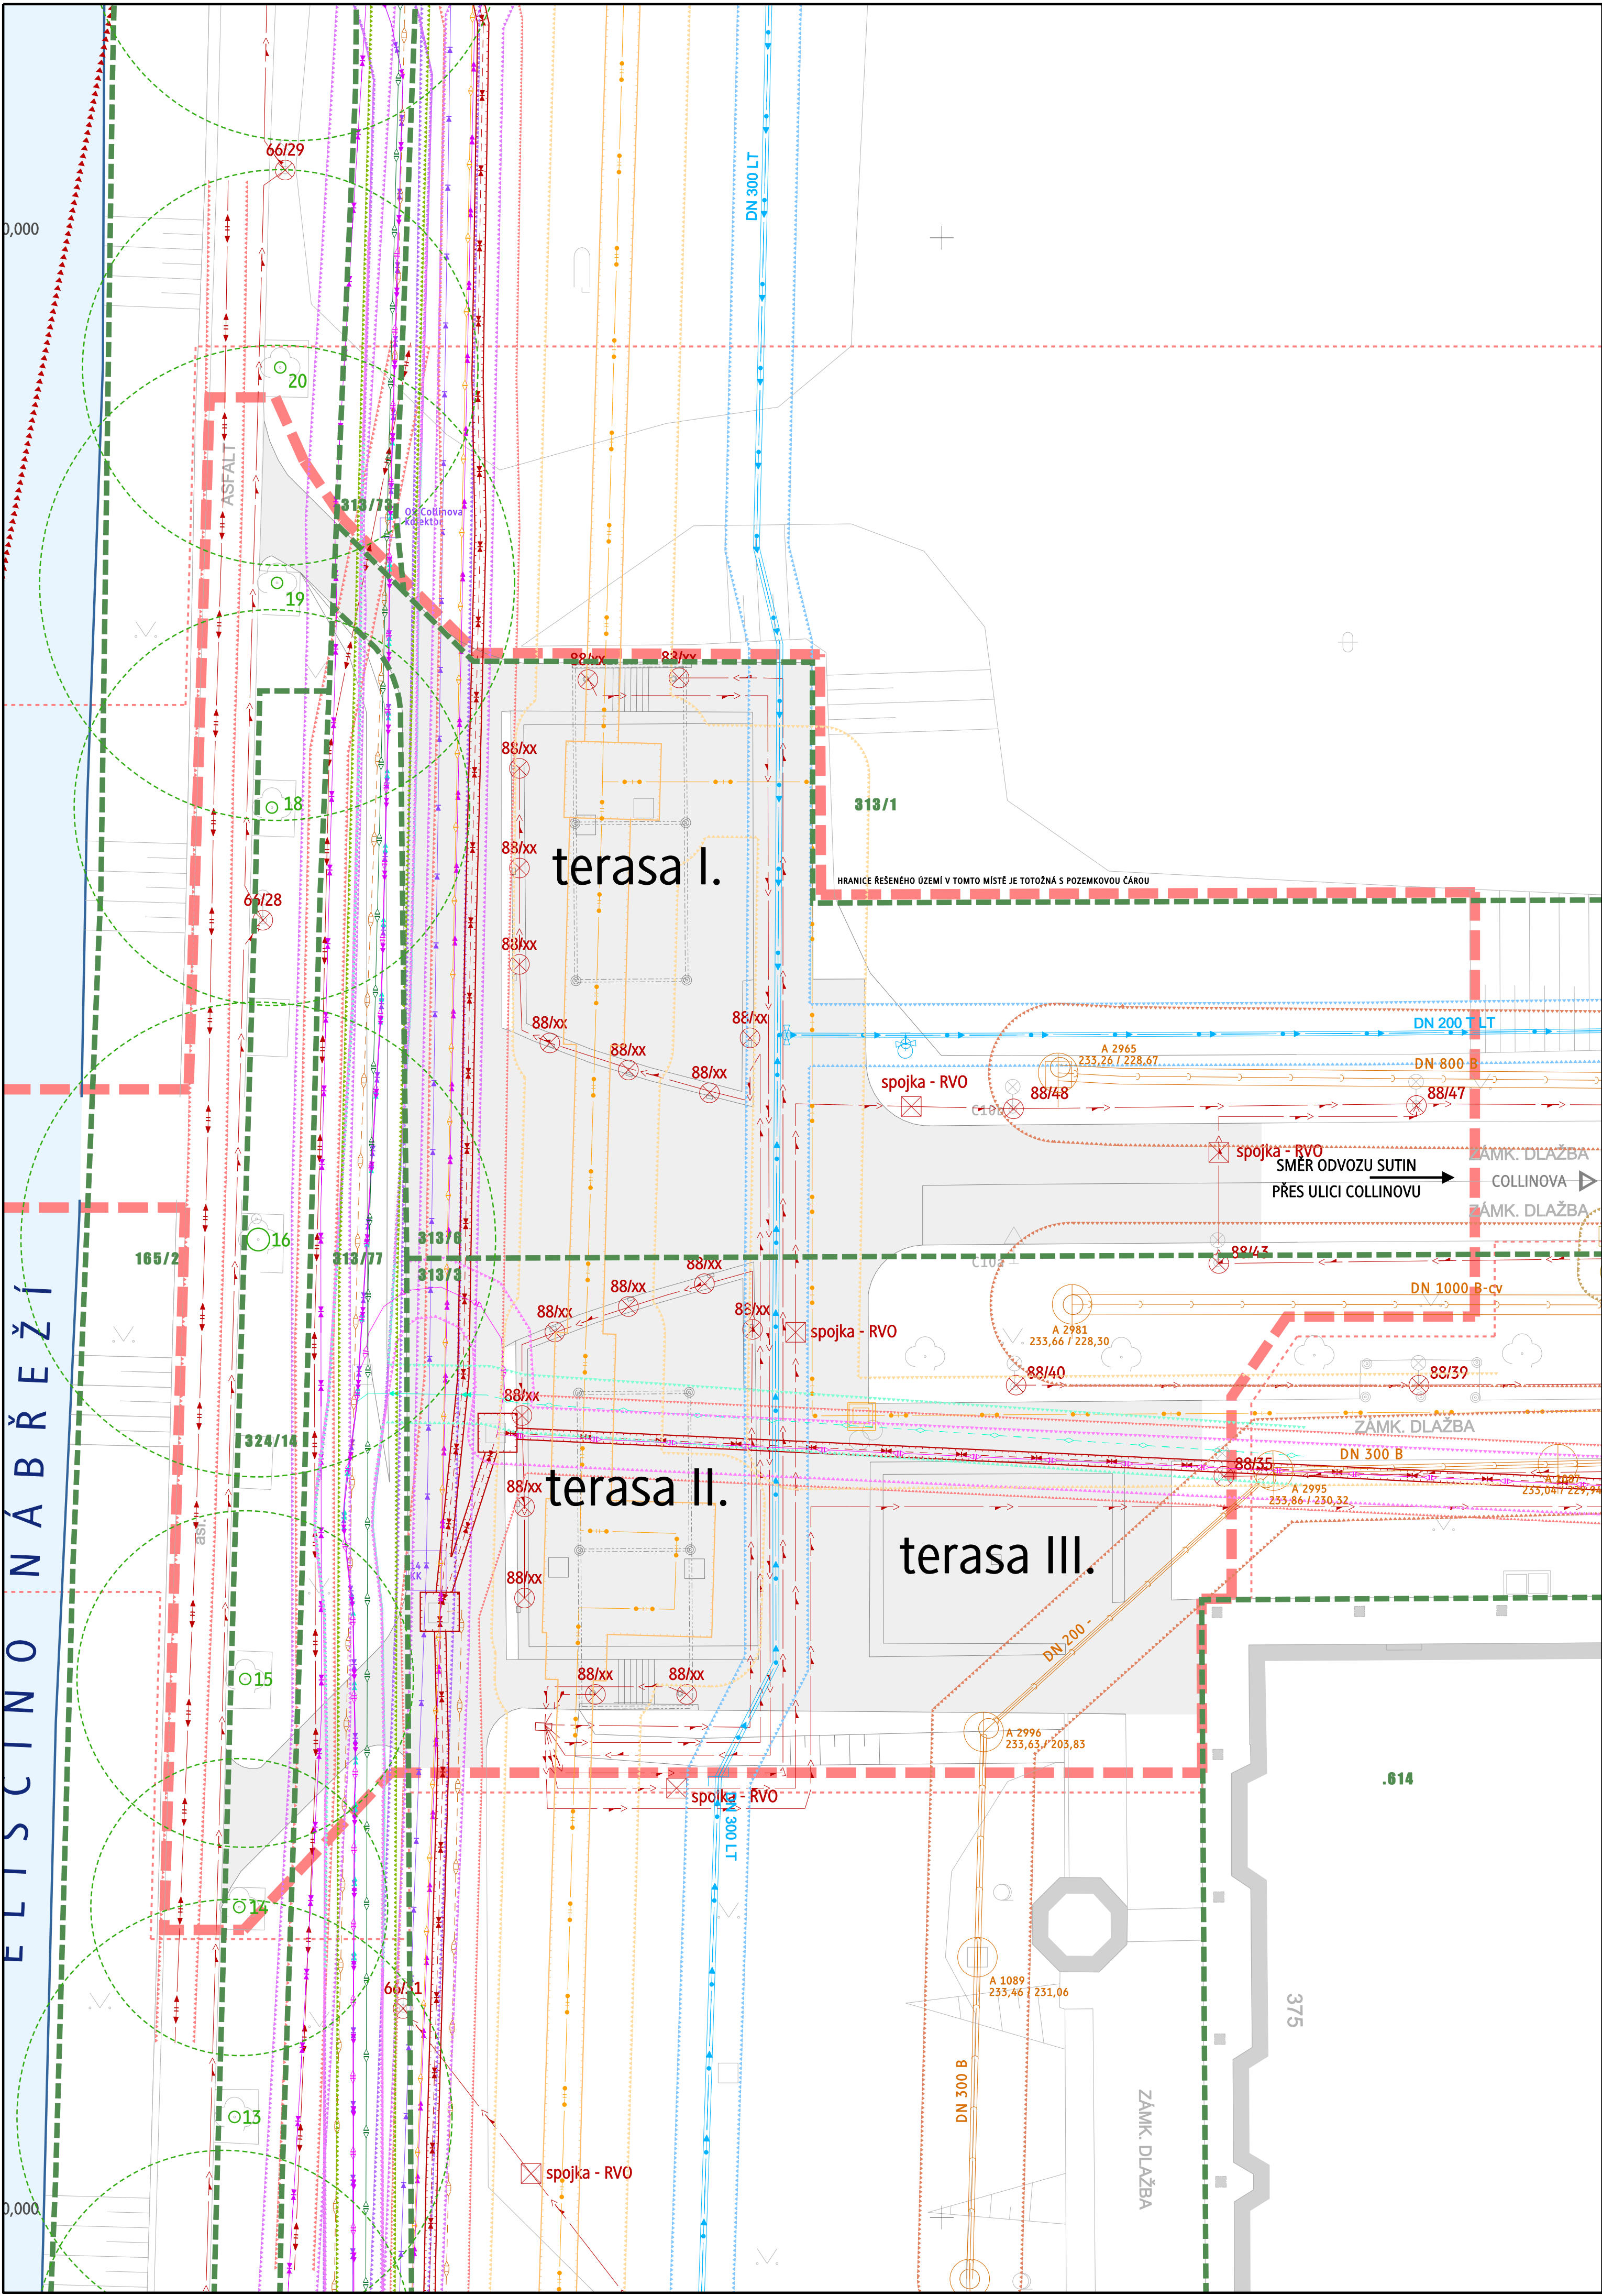 66/29
DN 300 LT
0,000
20
ASFALT
313/73
kolektor
19
88/xx
88/xx
88/xx
18
313/1
terasa I.
88/xx
HRANICE ŘEŠENÉHO ÚZEMÍ V TOMTO MÍSTĚ JE TOTOŽNÁ S POZEMKOVOU ČÁROU
66/28
88/xx
88/xx
88/xx
DN 200 T LT
88/xx
A 2965
233,26 / 228,67
DN 800 B
88/xx
spojka - RVO
88/48
88/47
C10b
spojka - RVO
ZÁMK. DLAŽBA
SMĚR ODVOZU SUTIN
PŘES ULICI COLLINOVU
COLLINOVA
ZÁMK. DLAŽBA
16
313/6
165/2
313/77
88/43
C10a
313/3
88/xx
88/xx
DN 1000 B-cv
88/xx
88/xx
spojka - RVO
A 2981
233,66 / 228,30
88/40
88/39
88/xx
ZÁMK. DLAŽBA
324/14
DN 300 B
88/35
terasa II.
88/xx
A 2995
233,86 / 230,32
terasa III.
88/xx
DN 200 -
15
88/xx
88/xx
A 2996
233,63 / 203,83
.614
spojka - RVO
DN 300 LT
14
ELIŠČINO NÁBŘEŽÍ
66/31
A 1089
233,46 / 231,06
375
DN 300 B
13
ZÁMK. DLAŽBA
spojka - RVO
0,000